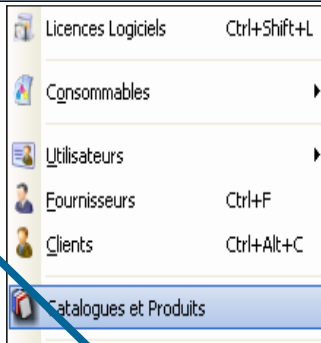 Licences Logiciels Ctrl+Shift+L
Consommables
Utilisateurs
Fournisseurs Ctrl+F
Clients Ctrl+Alt+C
Catalogues et Produits